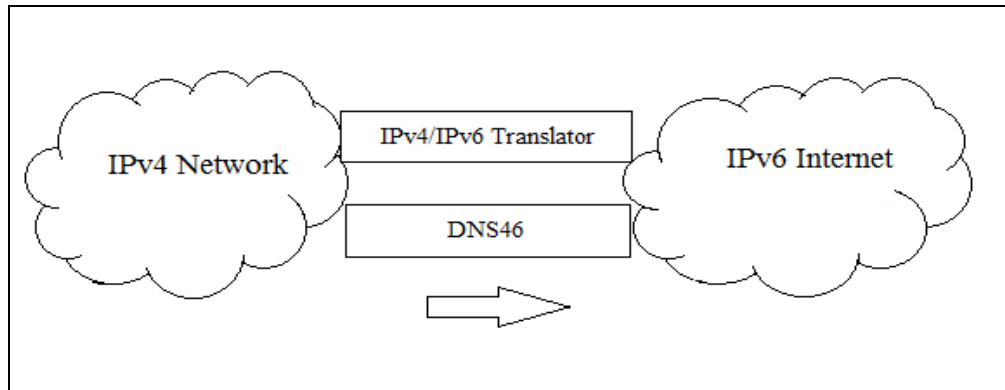 IPv4/IPv6 Translator
IPv4 Network
IPv6 Internet
DNS46